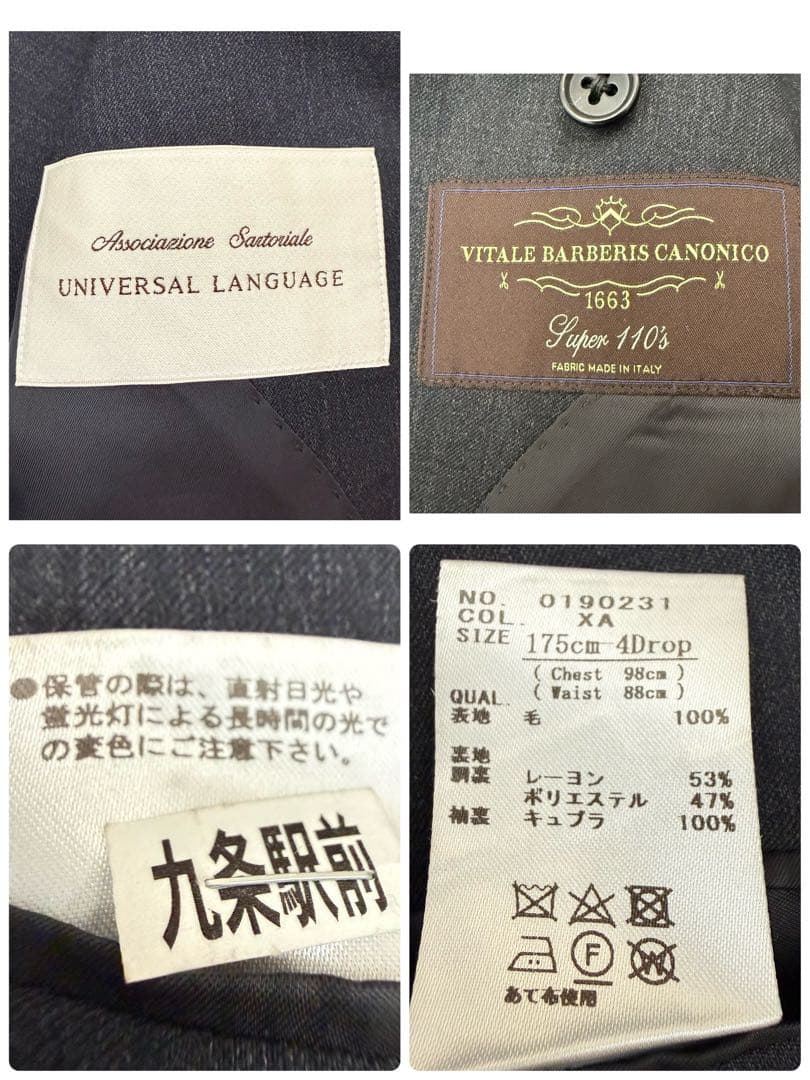 Associazione Sartoriale
UNIVERSAL LANGUAGE
VITALE BARBERIS CANONICO
1663
Super 110's
FABRIC MADE IN ITALY
●保管の際は、直射日光や
蛍光灯による長時間の光で
の変色にご注意下さい。
九条駅前
NO. 0190231
COL. XA
SIZE 175cm-4Drop
( Chest 98cm )
( Waist 88cm )
QUAL.
表地 毛 100%
裏地
胴裏 レーヨン 53%
ポリエステル 47%
袖裏 キュプラ 100%
F
W
あて布使用